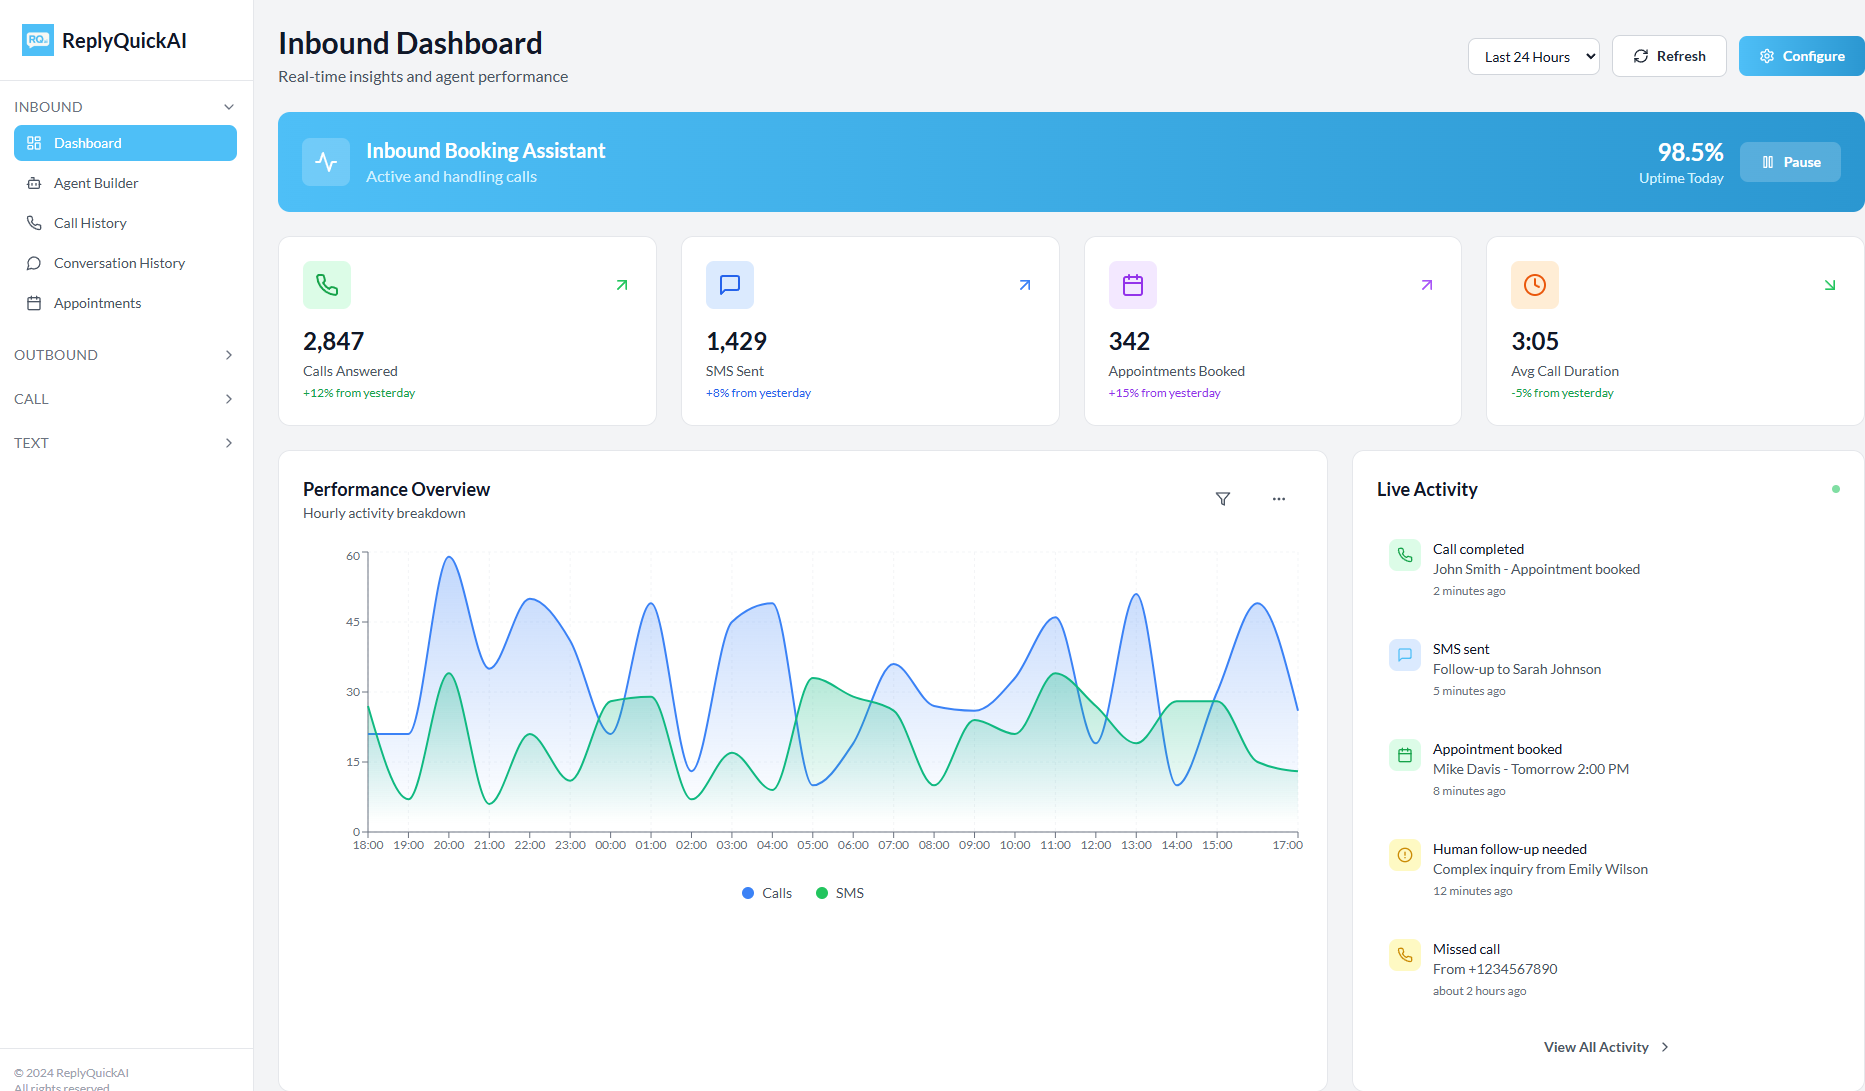 RQ
ReplyQuickAI
INBOUND
Dashboard
Agent Builder
Call History
Conversation History
Appointments
OUTBOUND
CALL
TEXT
© 2024 ReplyQuickAI
All rights reserved
Inbound Dashboard
Real-time insights and agent performance
Last 24 Hours
Refresh
Configure
Inbound Booking Assistant
Active and handling calls
98.5%
Uptime Today
Pause
2,847
Calls Answered
+12% from yesterday
1,429
SMS Sent
+8% from yesterday
342
Appointments Booked
+15% from yesterday
3:05
Avg Call Duration
-5% from yesterday
Performance Overview
Hourly activity breakdown
60
45
30
15
0
18:00 19:00 20:00 21:00 22:00 23:00 00:00 01:00 02:00 03:00 04:00 05:00 06:00 07:00 08:00 09:00 10:00 11:00 12:00 13:00 14:00 15:00 17:00
Calls SMS
Live Activity
Call completed
John Smith - Appointment booked
2 minutes ago
SMS sent
Follow-up to Sarah Johnson
5 minutes ago
Appointment booked
Mike Davis - Tomorrow 2:00 PM
8 minutes ago
Human follow-up needed
Complex inquiry from Emily Wilson
12 minutes ago
Missed call
From +1234567890
about 2 hours ago
View All Activity